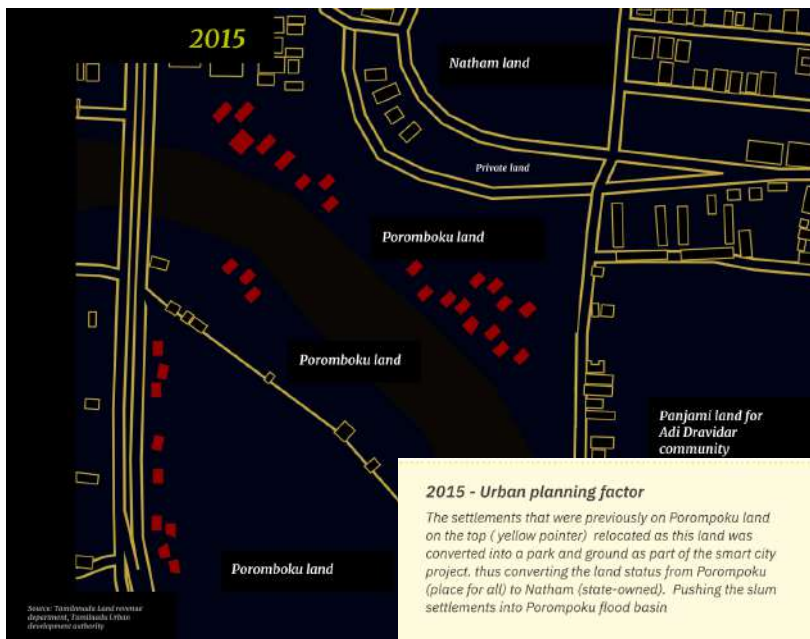 2015
Natham land
Private land
Poromboku land
Poromboku land
Panjami land for
Adi Dravidar
community
Poromboku land
2015 - Urban planning factor
The settlements that were previously on Porompoku land
on the top ( yellow pointer) relocated as this land was
converted into a park and ground as part of the smart city
project. thus converting the land status from Porompoku
(place for all) to Natham (state-owned). Pushing the slum
settlements into Porompoku flood basin
Source: Tamilanadu Land revenue
department, Tamilnadu Urban
development authority